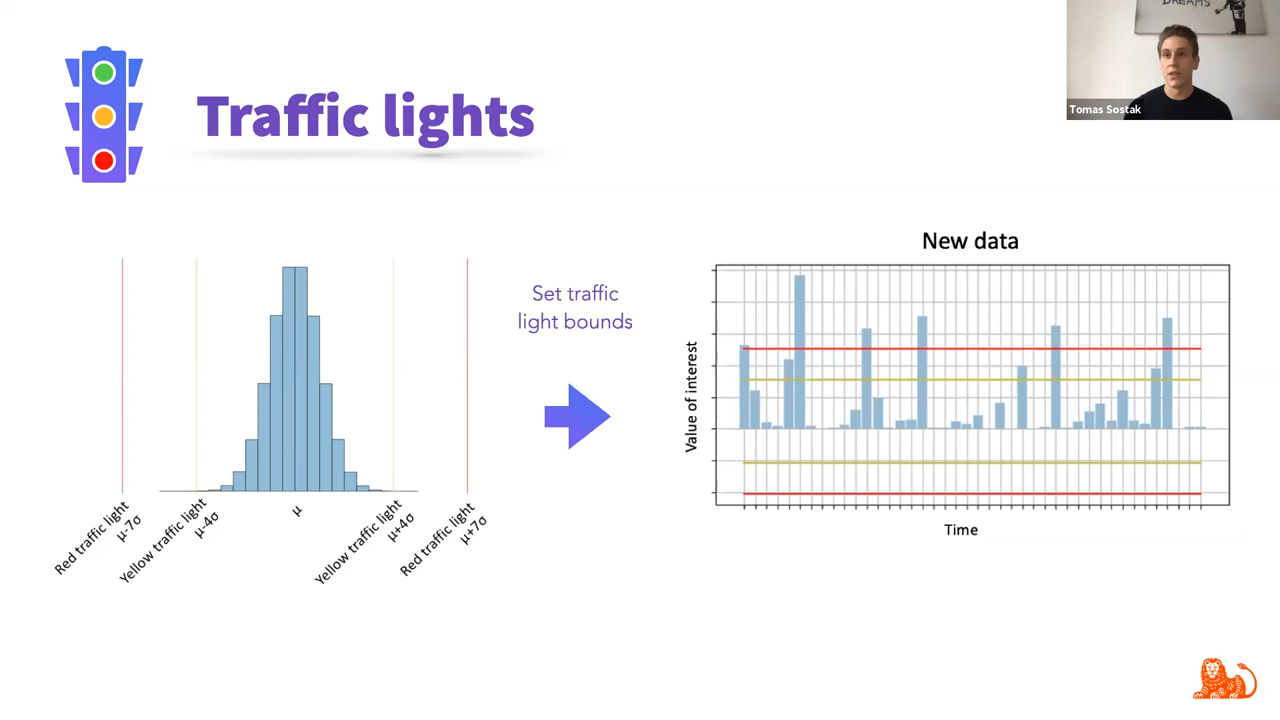 DREAMS
Tomas Sostak
Traffic lights
Set traffic
light bounds
Red traffic light
μ-7σ
Yellow traffic light
μ-4σ
μ
Yellow traffic light
μ+4σ
Red traffic light
μ+7σ
New data
Value of interest
Time